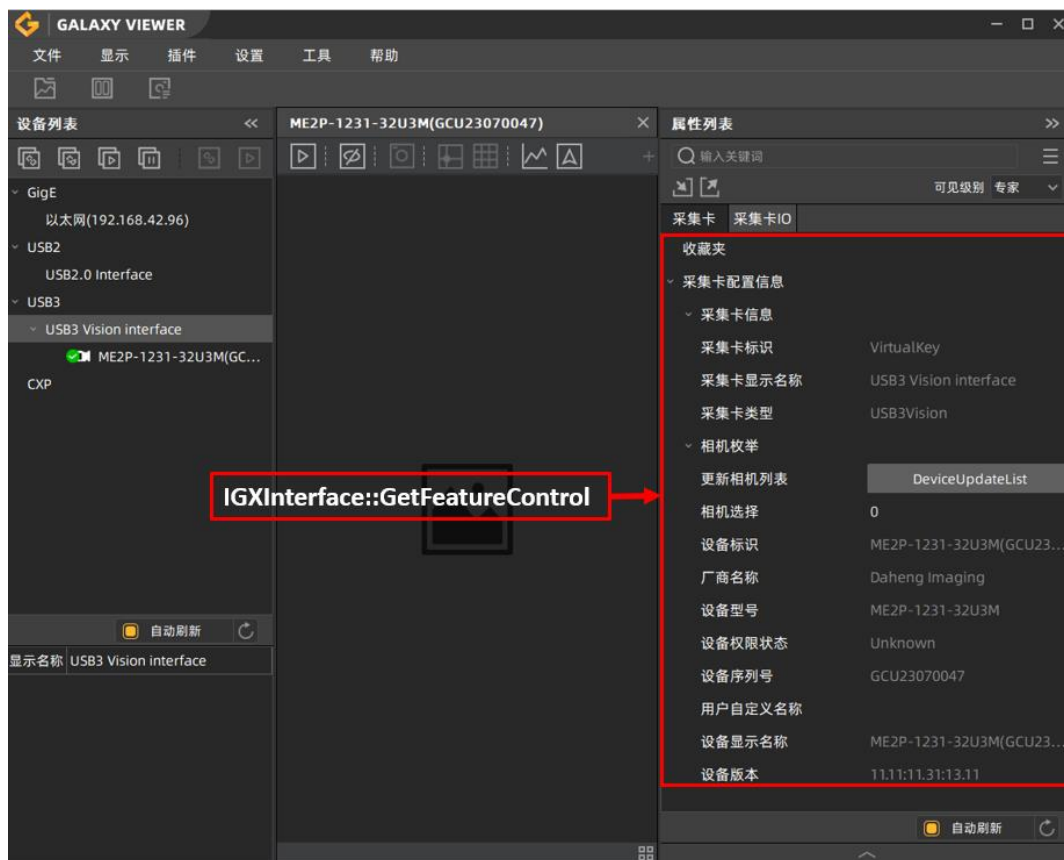 GALAXY VIEWER
文件 显示 插件 设置 工具 帮助
设备列表
GigE
以太网(192.168.42.96)
USB2
USB2.0 Interface
USB3
USB3 Vision interface
ME2P-1231-32U3M(GC...
CXP
自动刷新
显示名称 USB3 Vision interface
ME2P-1231-32U3M(GCU23070047)
IGXInterface::GetFeatureControl
属性列表
输入关键词
可见级别 专家
采集卡 采集卡IO
收藏夹
采集卡配置信息
采集卡信息
采集卡标识 VirtualKey
采集卡显示名称 USB3 Vision interface
采集卡类型 USB3Vision
相机枚举
更新相机列表 DeviceUpdateList
相机选择 0
设备标识 ME2P-1231-32U3M(GCU23...
厂商名称 Daheng Imaging
设备型号 ME2P-1231-32U3M
设备权限状态 Unknown
设备序列号 GCU23070047
用户自定义名称
设备显示名称 ME2P-1231-32U3M(GCU23...
设备版本 11.11:11.31:13.11
自动刷新